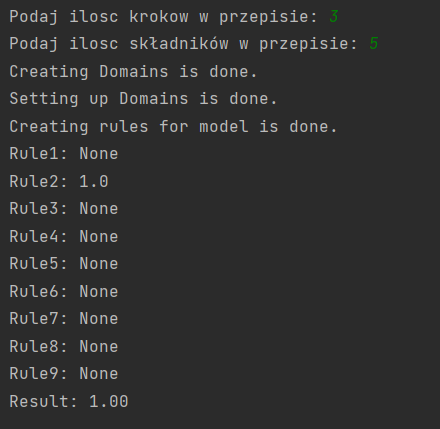 Podaj ilosc krokow w przepisie: 3
Podaj ilosc składników w przepisie: 5
Creating Domains is done.
Setting up Domains is done.
Creating rules for model is done.
Rule1: None
Rule2: 1.0
Rule3: None
Rule4: None
Rule5: None
Rule6: None
Rule7: None
Rule8: None
Rule9: None
Result: 1.00